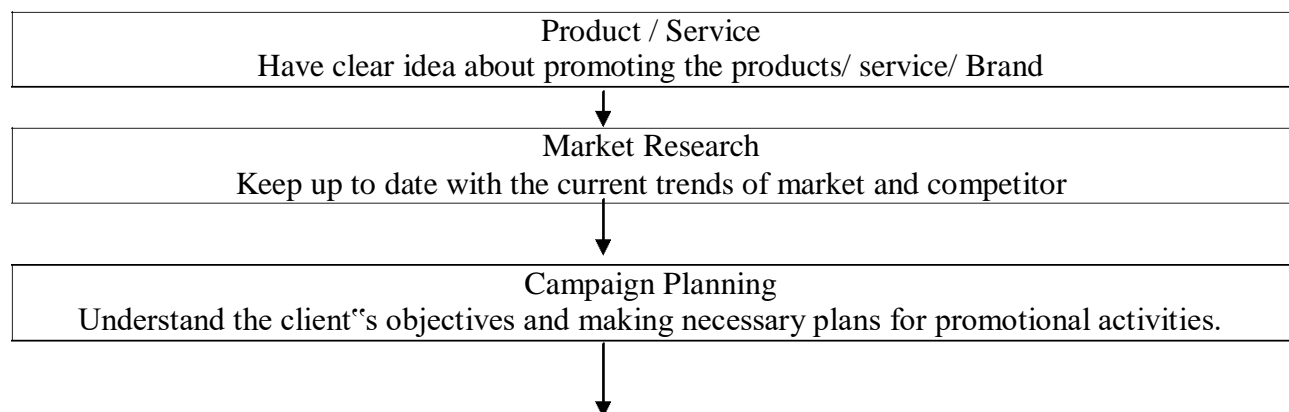 Product / Service
Have clear idea about promoting the products/ service/ Brand
Market Research
Keep up to date with the current trends of market and competitor
Campaign Planning
Understand the client‟s objectives and making necessary plans for promotional activities.